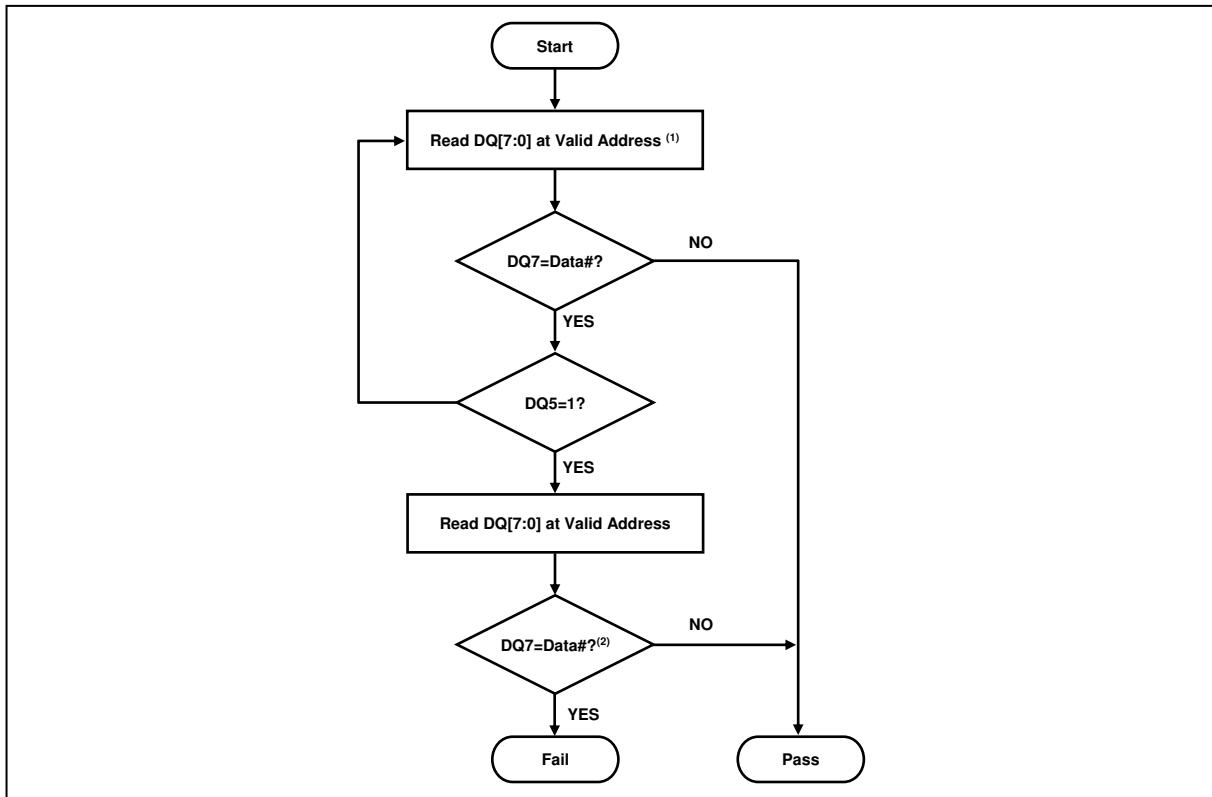 Start
Read DQ[7:0] at Valid Address (1)
NO
DQ7=Data#?
YES
DQ5=1?
YES
Read DQ[7:0] at Valid Address
NO
DQ7=Data#?(2)
YES
Fail
Pass